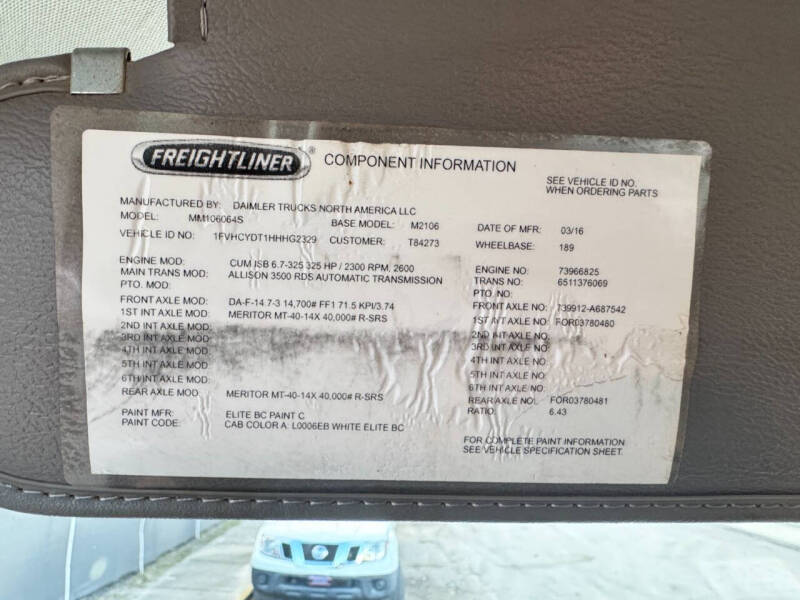 FREIGHTLINER® COMPONENT INFORMATION
SEE VEHICLE ID NO.
WHEN ORDERING PARTS
MANUFACTURED BY: DAIMLER TRUCKS NORTH AMERICA LLC
MODEL: MM106064S BASE MODEL: M2106 DATE OF MFR: 03/16
VEHICLE ID NO: 1FVHCYDT1HHHG2329 CUSTOMER: T84273 WHEELBASE: 189
ENGINE MOD: CUM ISB 6.7-325 325 HP / 2300 RPM, 2600 ENGINE NO: 73966825
MAIN TRANS MOD: ALLISON 3500 RDS AUTOMATIC TRANSMISSION TRANS NO: 6511376069
PTO. MOD: PTO. NO:
FRONT AXLE MOD: DA-F-14.7-3 14,700# FF1 71.5 KPI/3.74 FRONT AXLE NO: 739912-A687542
1ST INT AXLE MOD: MERITOR MT-40-14X 40,000# R-SRS 1ST INT AXLE NO: FOR03780480
2ND INT AXLE MOD: 2ND INT AXLE NO:
3RD INT AXLE MOD: 3RD INT AXLE NO:
4TH INT AXLE MOD: 4TH INT AXLE NO:
5TH INT AXLE MOD: 5TH INT AXLE NO:
6TH INT AXLE MOD: 6TH INT AXLE NO:
REAR AXLE MOD: MERITOR MT-40-14X 40,000# R-SRS REAR AXLE NO: FOR03780481
RATIO: 6.43
PAINT MFR: ELITE BC PAINT C
PAINT CODE: CAB COLOR A: L0006EB WHITE ELITE BC
FOR COMPLETE PAINT INFORMATION
SEE VEHICLE SPECIFICATION SHEET.